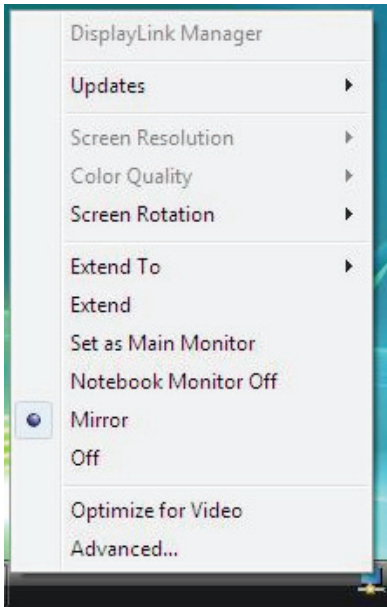 DisplayLink Manager
Updates
Screen Resolution
Color Quality
Screen Rotation
Extend To
Extend
Set as Main Monitor
Notebook Monitor Off
Mirror
Off
Optimize for Video
Advanced...